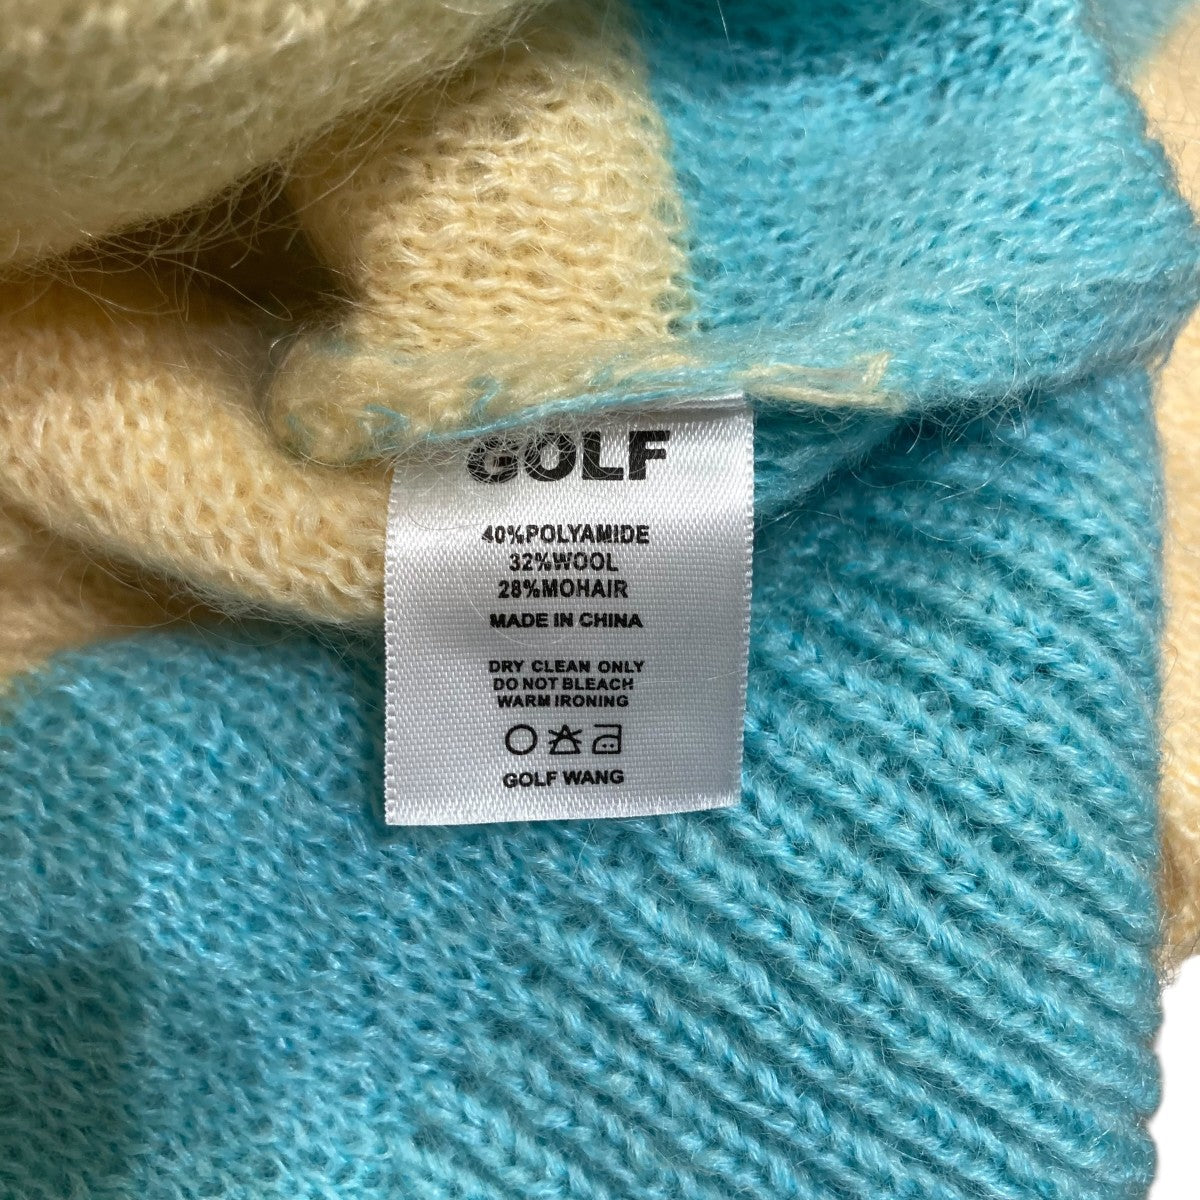 GOLF
40%POLYAMIDE
32%WOOL
28%MOHAIR
MADE IN CHINA
DRY CLEAN ONLY
DO NOT BLEACH
WARM IRONING
GOLF WANG